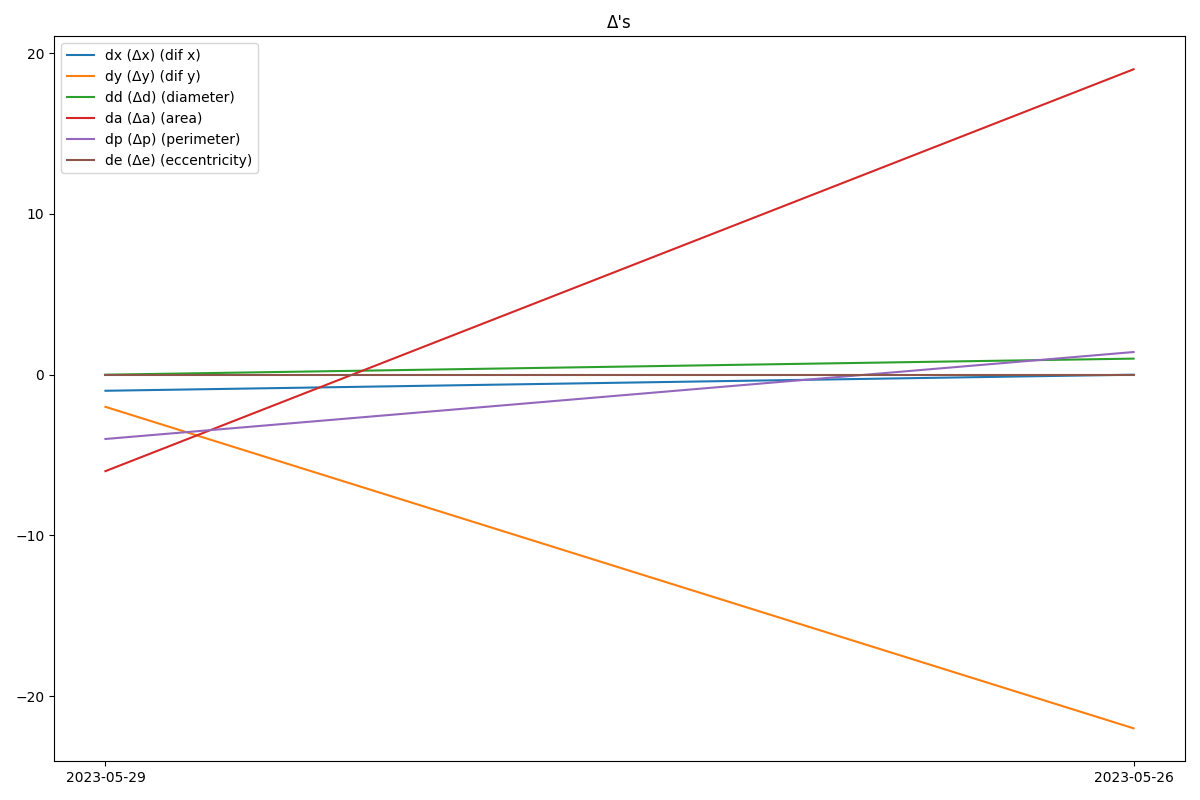 Δ's
dx (Δx) (dif x)
dy (Δy) (dif y)
dd (Δd) (diameter)
da (Δa) (area)
dp (Δp) (perimeter)
de (Δe) (eccentricity)
20
10
0
−10
−20
2023-05-29
2023-05-26